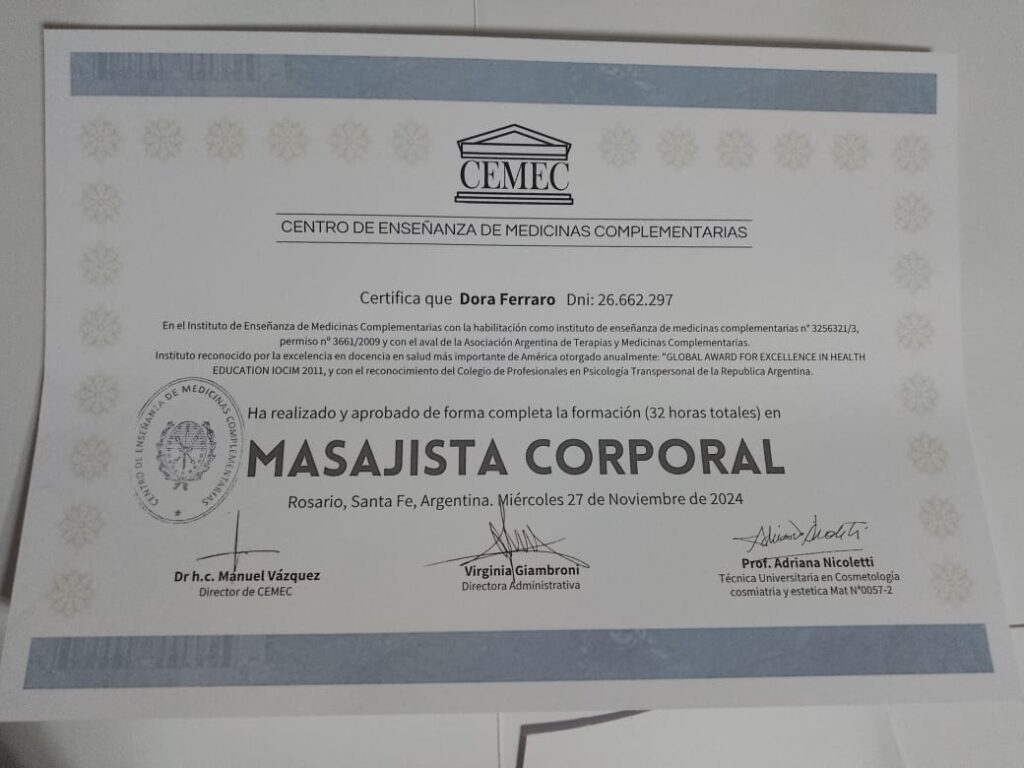 CEMEC
CENTRO DE ENSEÑANZA DE MEDICINAS COMPLEMENTARIAS
Certifica que Dora Ferraro Dni: 26.662.297
En el Instituto de Enseñanza de Medicinas Complementarias con la habilitación como instituto de enseñanza de medicinas complementarias n° 3256321/3,
permiso nº 3661/2009 y con el aval de la Asociación Argentina de Terapias y Medicinas Complementarias.
Instituto reconocido por la excelencia en docencia en salud más importante de América otorgado anualmente: "GLOBAL AWARD FOR EXCELLENCE IN HEALTH
EDUCATION IOCIM 2011, y con el reconocimiento del Colegio de Profesionales en Psicología Transpersonal de la Republica Argentina.
CENTRO DE ENSEÑANZA DE MEDICINAS COMPLEMENTARIAS
Ha realizado y aprobado de forma completa la formación (32 horas totales) en
MASAJISTA CORPORAL
Rosario, Santa Fe, Argentina. Miércoles 27 de Noviembre de 2024
Dr h.c. Manuel Vázquez
Director de CEMEC
Virginia Giambroni
Directora Administrativa
Prof. Adriana Nicoletti
Técnica Universitaria en Cosmetología
cosmiatria y estetica Mat N°0057-2